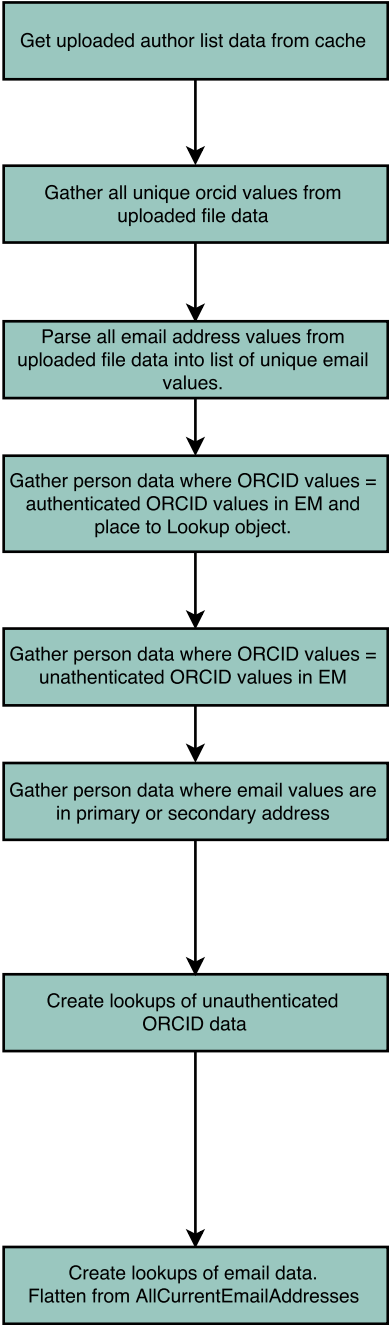 Get uploaded author list data from cache
Gather all unique orcid values from
uploaded file data
Parse all email address values from
uploaded file data into list of unique email
values.
Gather person data where ORCID values =
authenticated ORCID values in EM and
place to Lookup object.
Gather person data where ORCID values =
unathenticated ORCID values in EM
Gather person data where email values are
in primary or secondary address
Create lookups of unauthenticated
ORCID data
Create lookups of email data.
Flatten from AllCurrentEmailAddresses